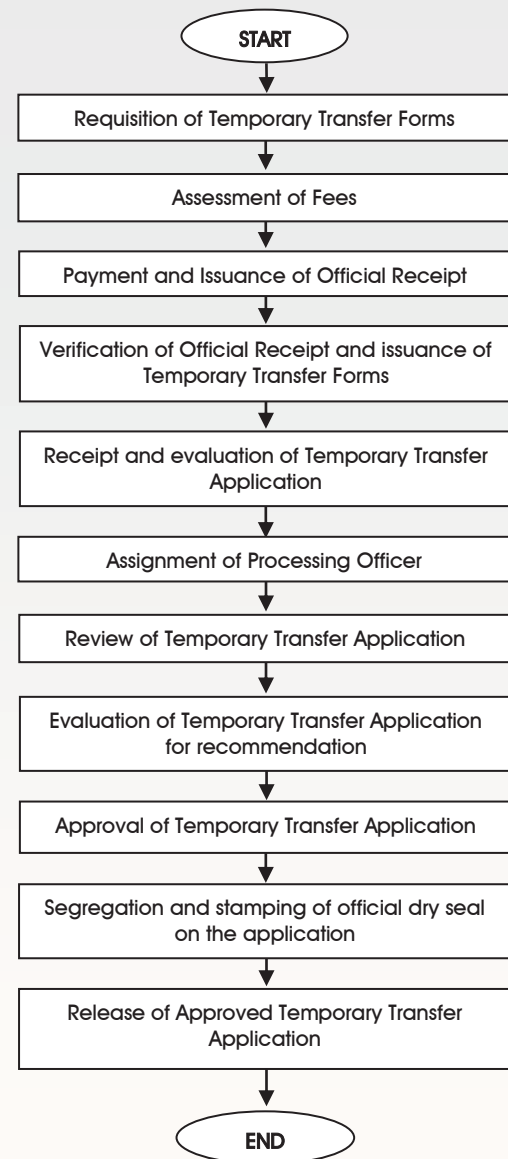 START
Requisition of Temporary Transfer Forms
Assessment of Fees
Payment and Issuance of Official Receipt
Verification of Official Receipt and issuance of
Temporary Transfer Forms
Receipt and evaluation of Temporary Transfer
Application
Assignment of Processing Officer
Review of Temporary Transfer Application
Evaluation of Temporary Transfer Application
for recommendation
Approval of Temporary Transfer Application
Segregation and stamping of official dry seal
on the application
Release of Approved Temporary Transfer
Application
END